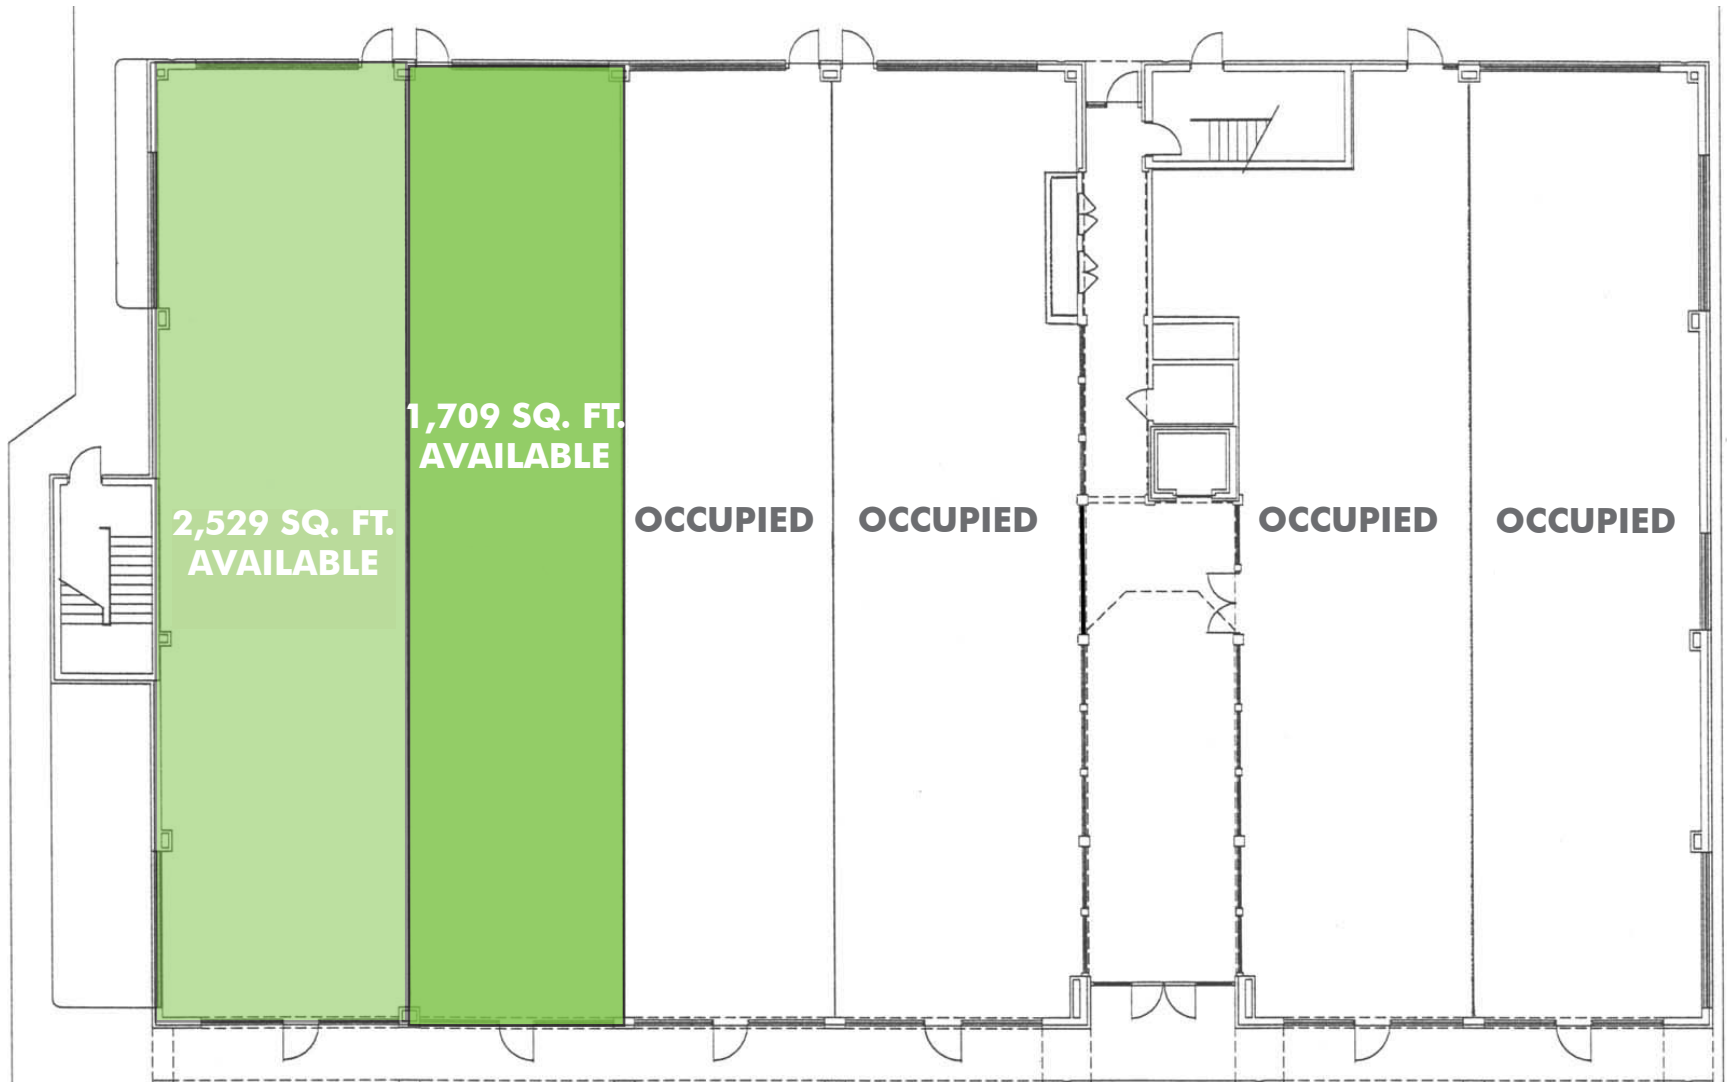 1,709 SQ. FT.
AVAILABLE
2,529 SQ. FT.
AVAILABLE
OCCUPIED
OCCUPIED
OCCUPIED
OCCUPIED